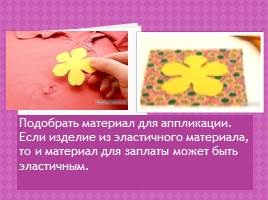 Подобрать материал для аппликации.
Если изделие из эластичного материала,
то и материал для заплаты может быть
эластичным.